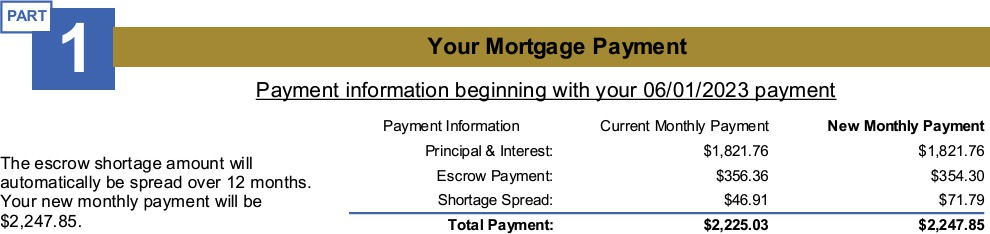 PART
1
Your Mortgage Payment
Payment information beginning with your 06/01/2023 payment
Payment Information Current Monthly Payment New Monthly Payment
Principal & Interest: $1,821.76 $1,821.76
Escrow Payment: $356.36 $354.30
Shortage Spread: $46.91 $71.79
Total Payment: $2,225.03 $2,247.85
The escrow shortage amount will
automatically be spread over 12 months.
Your new monthly payment will be
$2,247.85.